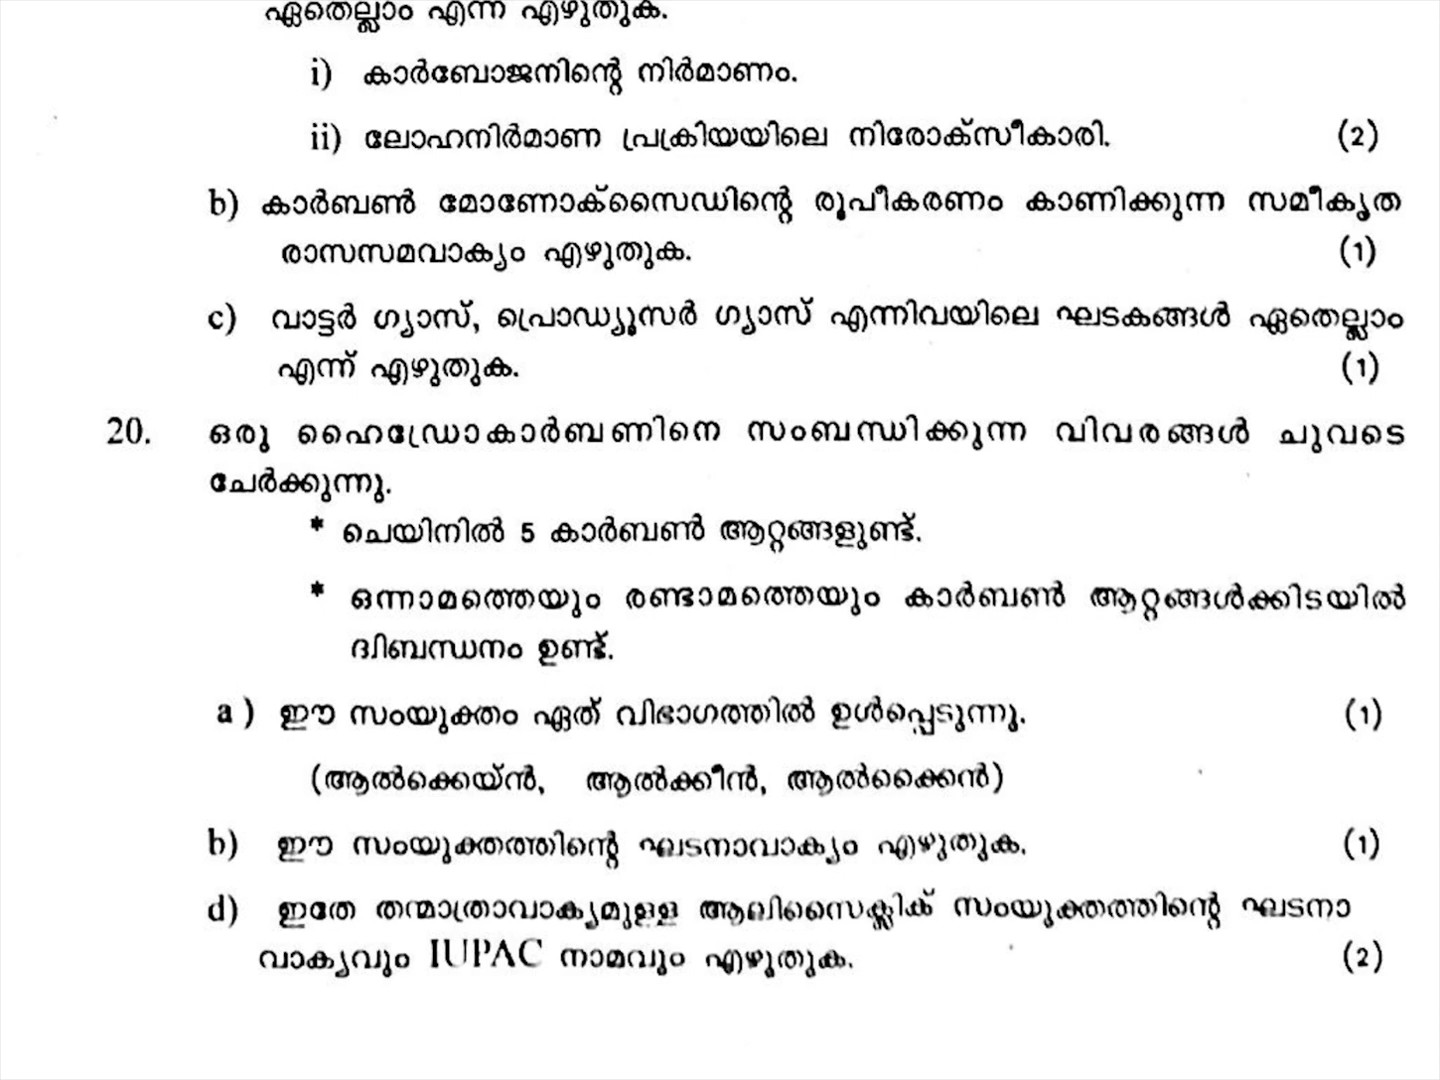 ഏതെല്ലാം എന്ന് എഴുതുക.
i) കാർബോജനിന്റെ നിർമാണം.
ii) ലോഹനിർമാണ പ്രക്രിയയിലെ നിരോക്സീകാരി. (2)
b) കാർബൺ മോണോക്സൈഡിന്റെ രൂപീകരണം കാണിക്കുന്ന സമീകൃത
രാസസമവാക്യം എഴുതുക. (1)
c) വാട്ടർ ഗ്യാസ്, പ്രൊഡ്യൂസർ ഗ്യാസ് എന്നിവയിലെ ഘടകങ്ങൾ ഏതെല്ലാം
എന്ന് എഴുതുക. (1)
20. ഒരു ഹൈഡ്രോകാർബണിനെ സംബന്ധിക്കുന്ന വിവരങ്ങൾ ചുവടെ
ചേർക്കുന്നു.
* ചെയിനിൽ 5 കാർബൺ ആറ്റങ്ങളുണ്ട്.
* ഒന്നാമത്തെയും രണ്ടാമത്തെയും കാർബൺ ആറ്റങ്ങൾക്കിടയിൽ
ദ്വിബന്ധനം ഉണ്ട്.
a) ഈ സംയുക്തം ഏത് വിഭാഗത്തിൽ ഉൾപ്പെടുന്നു. (1)
(ആൽക്കെയ്ൻ, ആൽക്കീൻ, ആൽക്കൈൻ)
b) ഈ സംയുക്തത്തിന്റെ ഘടനാവാക്യം എഴുതുക. (1)
d) ഇതേ തന്മാത്രാവാക്യമുളള ആലിസൈക്ലിക് സംയുക്തത്തിന്റെ ഘടനാ
വാക്യവും IUPAC നാമവും എഴുതുക. (2)